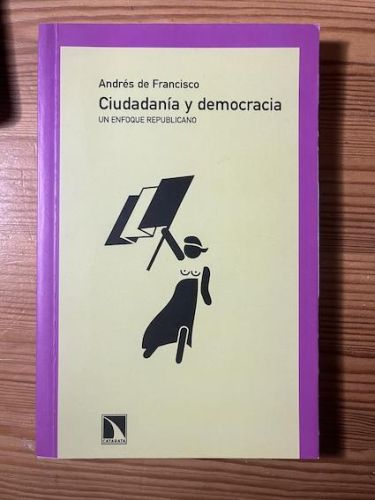 Andrés de Francisco
Ciudadanía y democracia
UN ENFOQUE REPUBLICANO
CATARATA